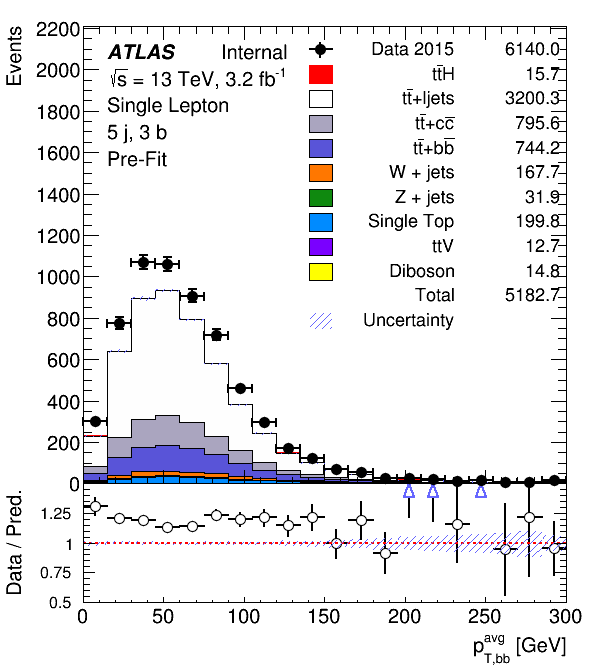 Events
2200
2000
1800
1600
1400
1200
1000
800
600
400
200
0
ATLAS Internal
√s = 13 TeV, 3.2 fb⁻¹
Single Lepton
5 j, 3 b
Pre-Fit
Data 2015 6140.0
tt̄H 15.7
tt̄+ljets 3200.3
tt̄+cc̄ 795.6
tt̄+bb̄ 744.2
W + jets 167.7
Z + jets 31.9
Single Top 199.8
ttV 12.7
Diboson 14.8
Total 5182.7
Uncertainty
Data / Pred.
1.25
1
0.75
0.5
0 50 100 150 200 250 300
p_{T,bb}^{avg} [GeV]